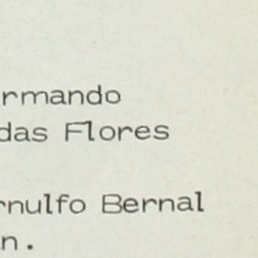 rmando
das Flores
rnulfo Bernal
n.